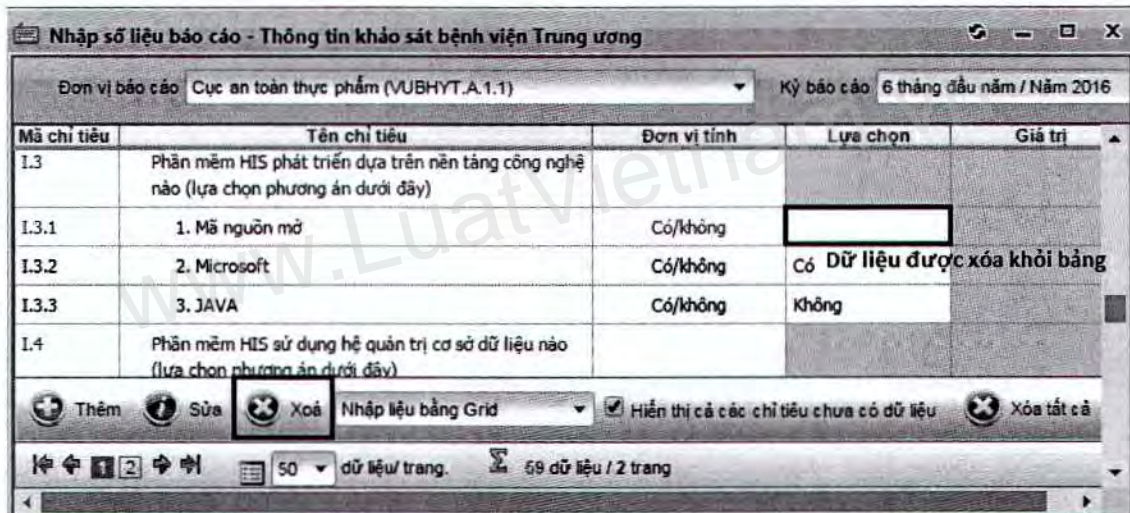 Nhập số liệu báo cáo - Thông tin khảo sát bệnh viện Trung ương
Đơn vị báo cáo Cục an toàn thực phẩm (VUBHYT.A.1.1) Kỳ báo cáo 6 tháng đầu năm / Năm 2016
Mã chỉ tiêu Tên chỉ tiêu Đơn vị tính Lựa chọn Giá trị
I.3 Phần mềm HIS phát triển dựa trên nền tảng công nghệ
nào (lựa chọn phương án dưới đây)
I.3.1 1. Mã nguồn mở Có/không
I.3.2 2. Microsoft Có/không Có Dữ liệu được xóa khỏi bảng
I.3.3 3. JAVA Có/không Không
I.4 Phần mềm HIS sử dụng hệ quản trị cơ sở dữ liệu nào
(lựa chọn phương án dưới đây)
Thêm Sửa Xoá Nhập liệu bằng Grid Hiển thị cả các chỉ tiêu chưa có dữ liệu Xóa tất cả
1 2 50 dữ liệu/ trang. Σ 59 dữ liệu / 2 trang
www.LuatVietnam